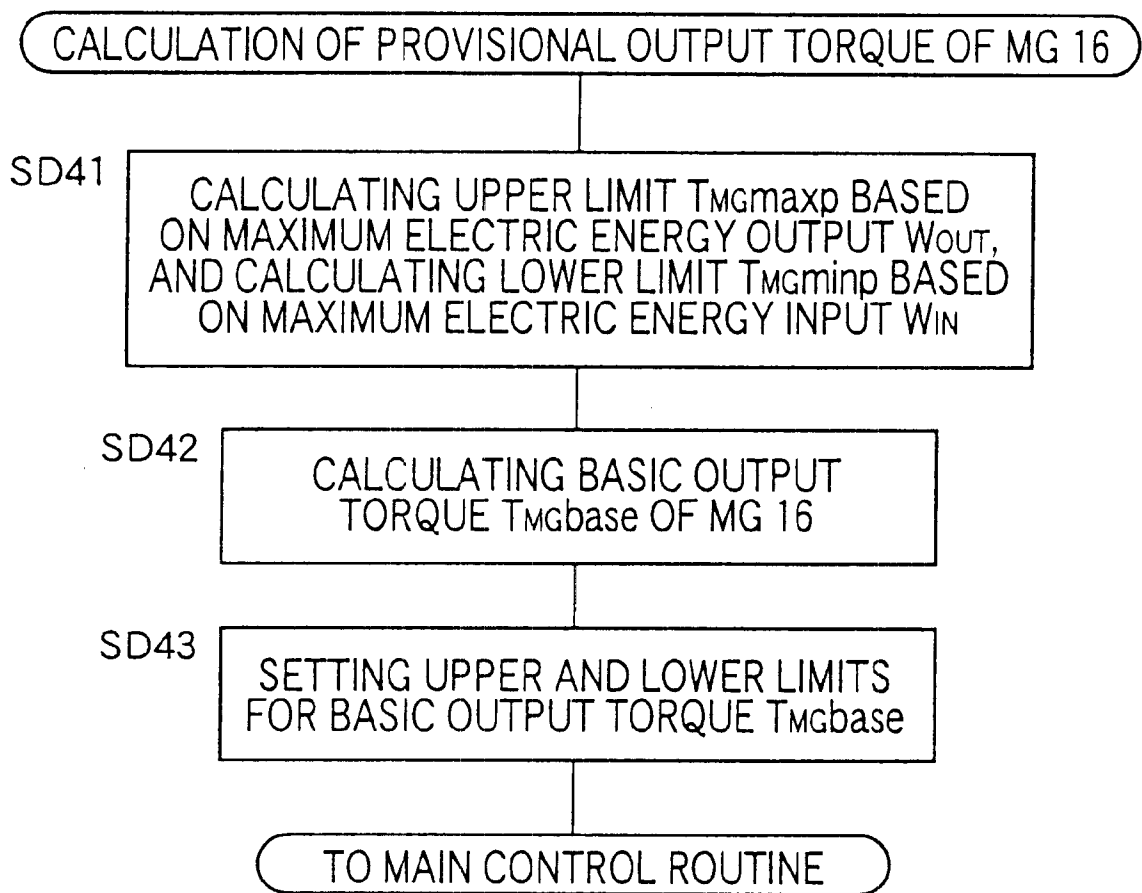 CALCULATION OF PROVISIONAL OUTPUT TORQUE OF MG 16
SD41
CALCULATING UPPER LIMIT TMGmaxp BASED
ON MAXIMUM ELECTRIC ENERGY OUTPUT WOUT,
AND CALCULATING LOWER LIMIT TMGminp BASED
ON MAXIMUM ELECTRIC ENERGY INPUT WIN
SD42
CALCULATING BASIC OUTPUT
TORQUE TMGbase OF MG 16
SD43
SETTING UPPER AND LOWER LIMITS
FOR BASIC OUTPUT TORQUE TMGbase
TO MAIN CONTROL ROUTINE